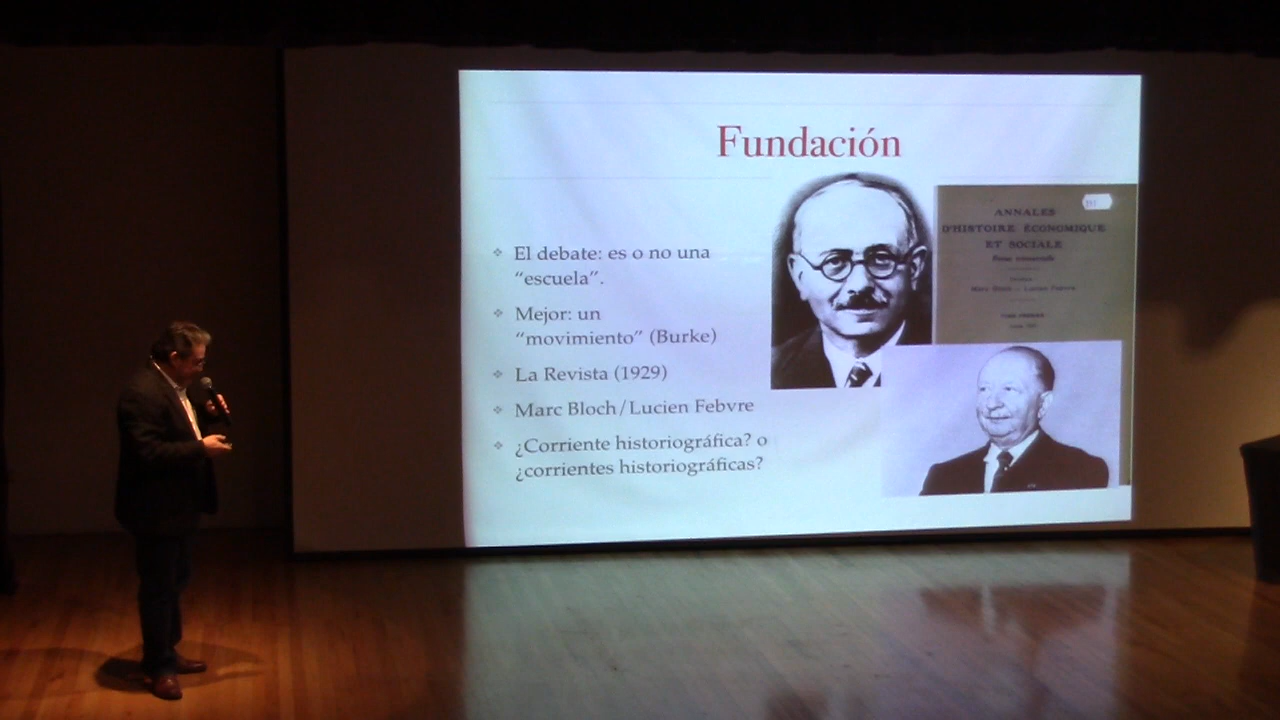 Fundación
El debate: es o no una
“escuela”.
Mejor: un
“movimiento” (Burke)
La Revista (1929)
Marc Bloch/Lucien Febvre
¿Corriente historiográfica? o
¿corrientes historiográficas?
ANNALES
D'HISTOIRE ÉCONOMIQUE
ET SOCIALE
Marc Bloch — Lucien Febvre